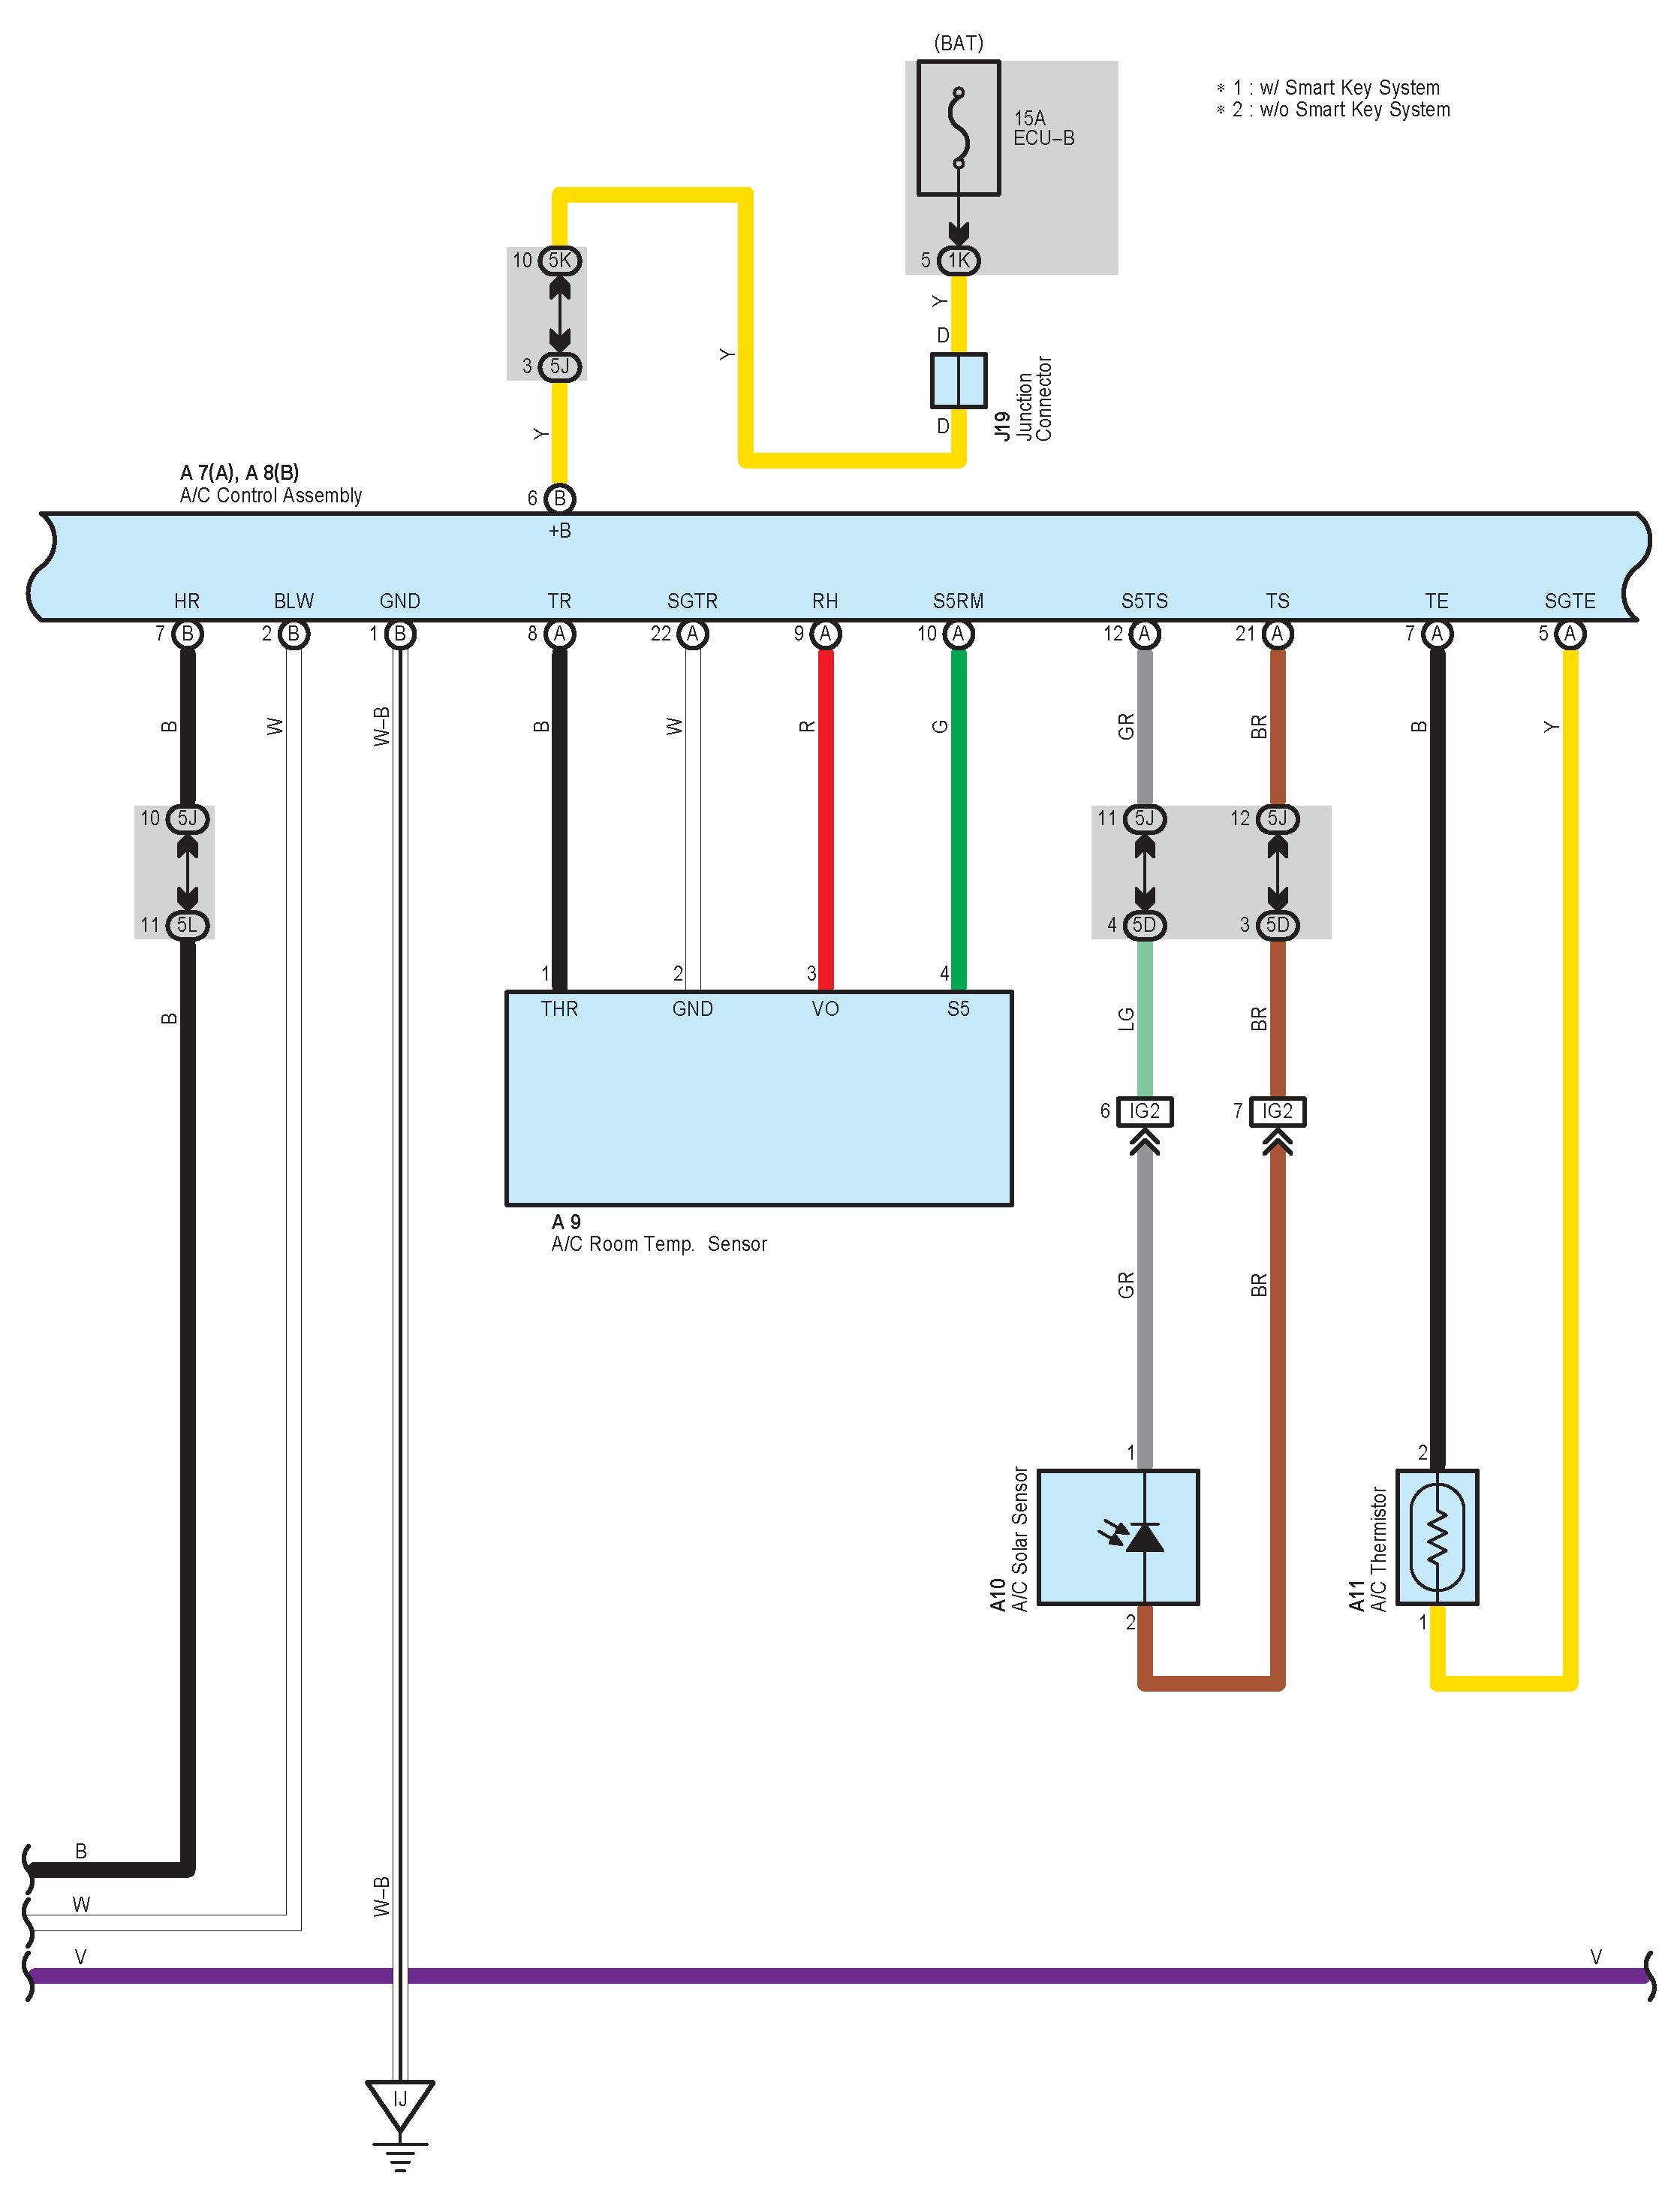 (BAT)
* 1 : w/ Smart Key System
* 2 : w/o Smart Key System
15A
ECU–B
10 5K
5 1K
Y
D
3 5J
Y
J19
Junction
Connector
D
Y
A 7(A), A 8(B)
A/C Control Assembly
6 B
+B
HR BLW GND TR SGTR RH S5RM S5TS TS TE SGTE
7 B 2 B 1 B 8 A 22 A 9 A 10 A 12 A 21 A 7 A 5 A
B W W–B B W R G GR BR B Y
10 5J 11 5J 12 5J
11 5L 4 5D 3 5D
1 2 3 4
THR GND VO S5
B LG BR
6 IG2 7 IG2
A 9
A/C Room Temp. Sensor
GR BR
1 2
A10
A/C Solar Sensor
A11
A/C Thermistor
2 1
B
W
W–B
V V
IJ